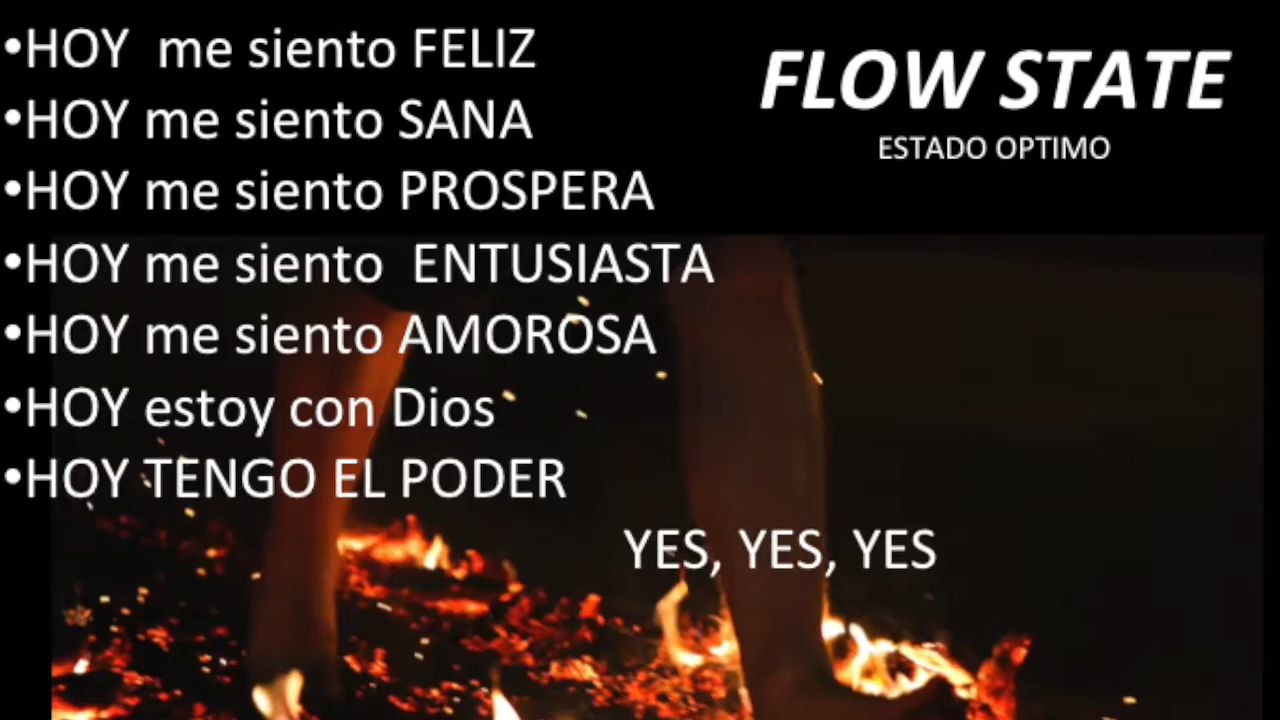 •HOY  me siento FELIZ
•HOY me siento SANA
•HOY me siento PROSPERA
•HOY me siento  ENTUSIASTA
•HOY me siento AMOROSA
•HOY estoy con Dios
•HOY TENGO EL PODER
YES, YES, YES
FLOW STATE
ESTADO OPTIMO